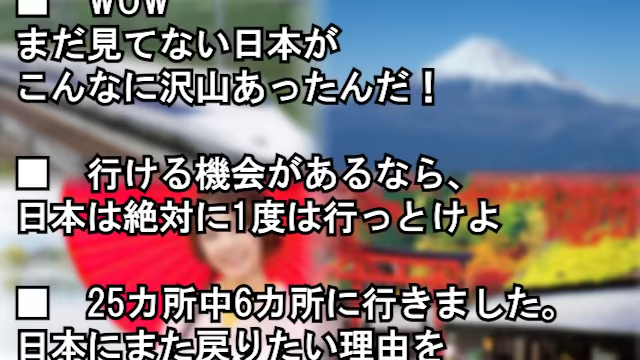 ■ WOW
まだ見てない日本が
こんなに沢山あったんだ！
■ 行ける機会があるなら、
日本は絶対に1度は行っとけよ
■ 25カ所中6カ所に行きました。
日本にまた戻りたい理由を